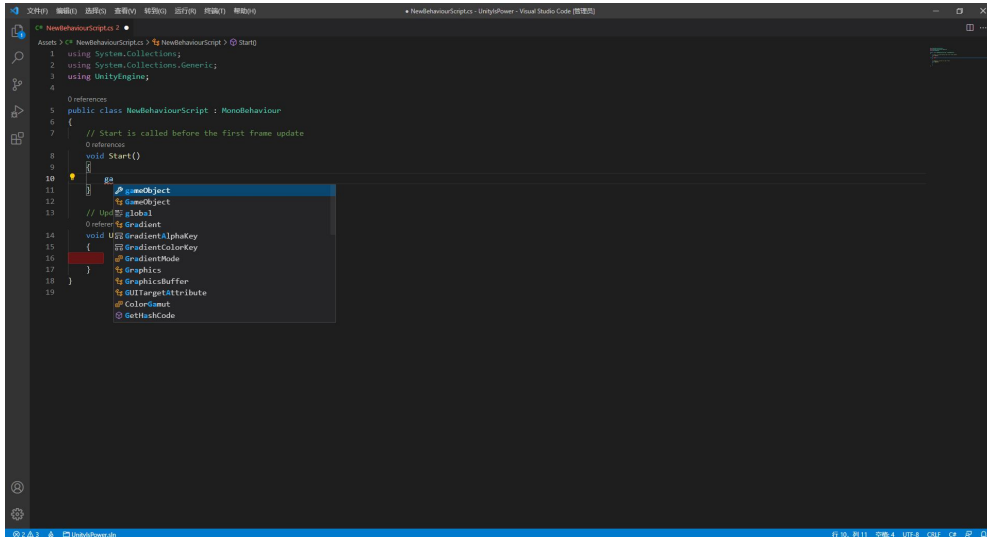 文件(F) 编辑(E) 选择(S) 查看(V) 转到(G) 运行(R) 终端(T) 帮助(H)
● NewBehaviourScript.cs - UnityIsPower - Visual Studio Code [管理员]
C# NewBehaviourScript.cs 2 ●
Assets > C# NewBehaviourScript.cs > NewBehaviourScript > Start()
1 using System.Collections;
2 using System.Collections.Generic;
3 using UnityEngine;
4
0 references
5 public class NewBehaviourScript : MonoBehaviour
6 {
7 // Start is called before the first frame update
0 references
8 void Start()
9 {
10 ga
11 }
12
13 // Upd
0 referer
14 void U
15 {
16
17 }
18 }
19
gameObject
GameObject
global
Gradient
GradientAlphaKey
GradientColorKey
GradientMode
Graphics
GraphicsBuffer
GUITargetAttribute
ColorGamut
GetHashCode
2 3 UnityIsPower.sln
行 10, 列 11 空格: 4 UTF-8 CRLF C#